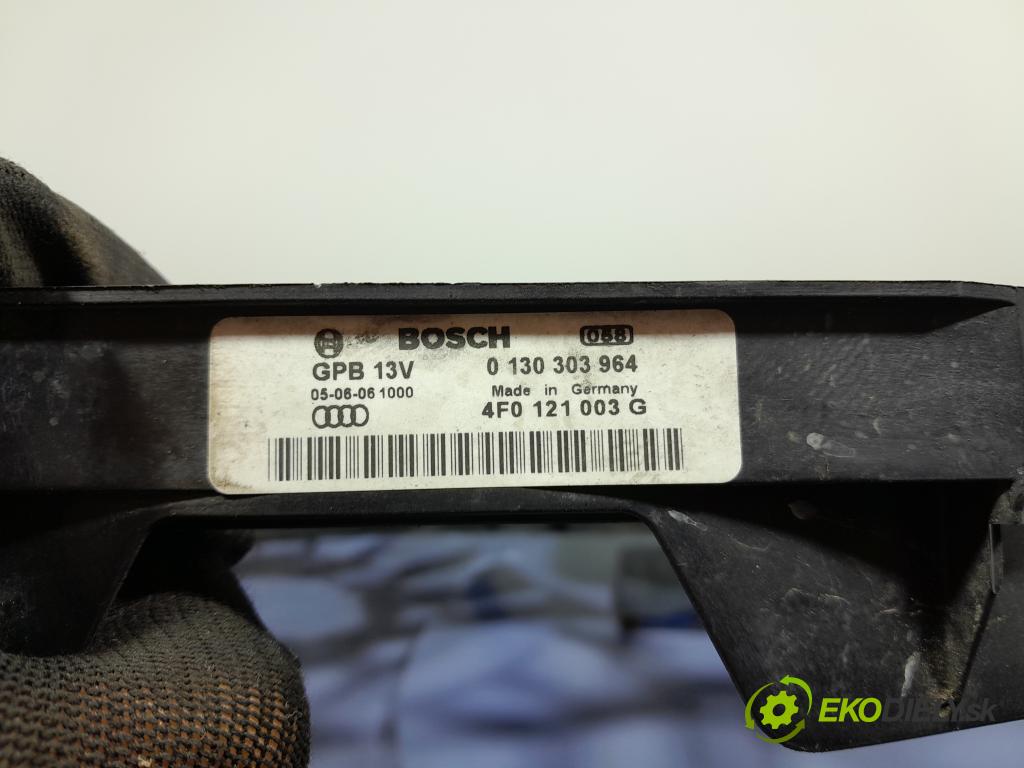 BOSCH 058
GPB 13V 0 130 303 964
05-06-06 1000 Made in Germany
4F0 121 003 G
EKODIELY.sk